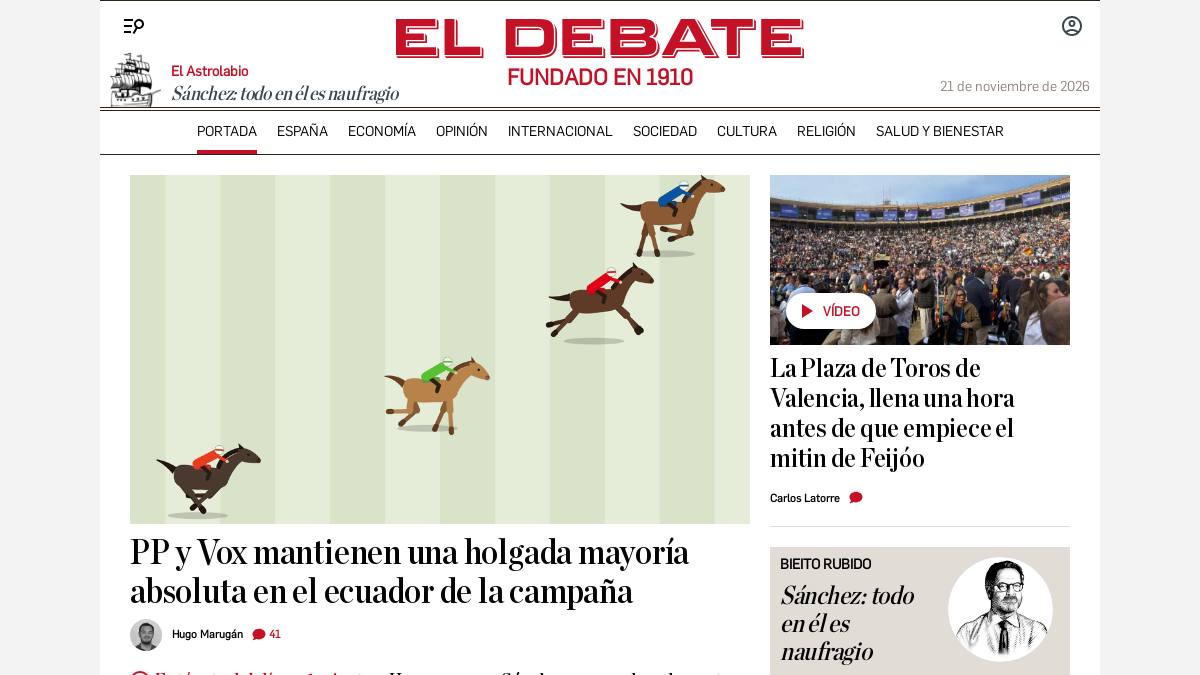 EL DEBATE
FUNDADO EN 1910
El Astrolabio
Sánchez: todo en él es naufragio
21 de noviembre de 2026
PORTADA ESPAÑA ECONOMÍA OPINIÓN INTERNACIONAL SOCIEDAD CULTURA RELIGIÓN SALUD Y BIENESTAR
PP y Vox mantienen una holgada mayoría
absoluta en el ecuador de la campaña
Hugo Marugán 41
VÍDEO
La Plaza de Toros de
Valencia, llena una hora
antes de que empiece el
mitin de Feijóo
Carlos Latorre
BIEITO RUBIDO
Sánchez: todo
en él es
naufragio